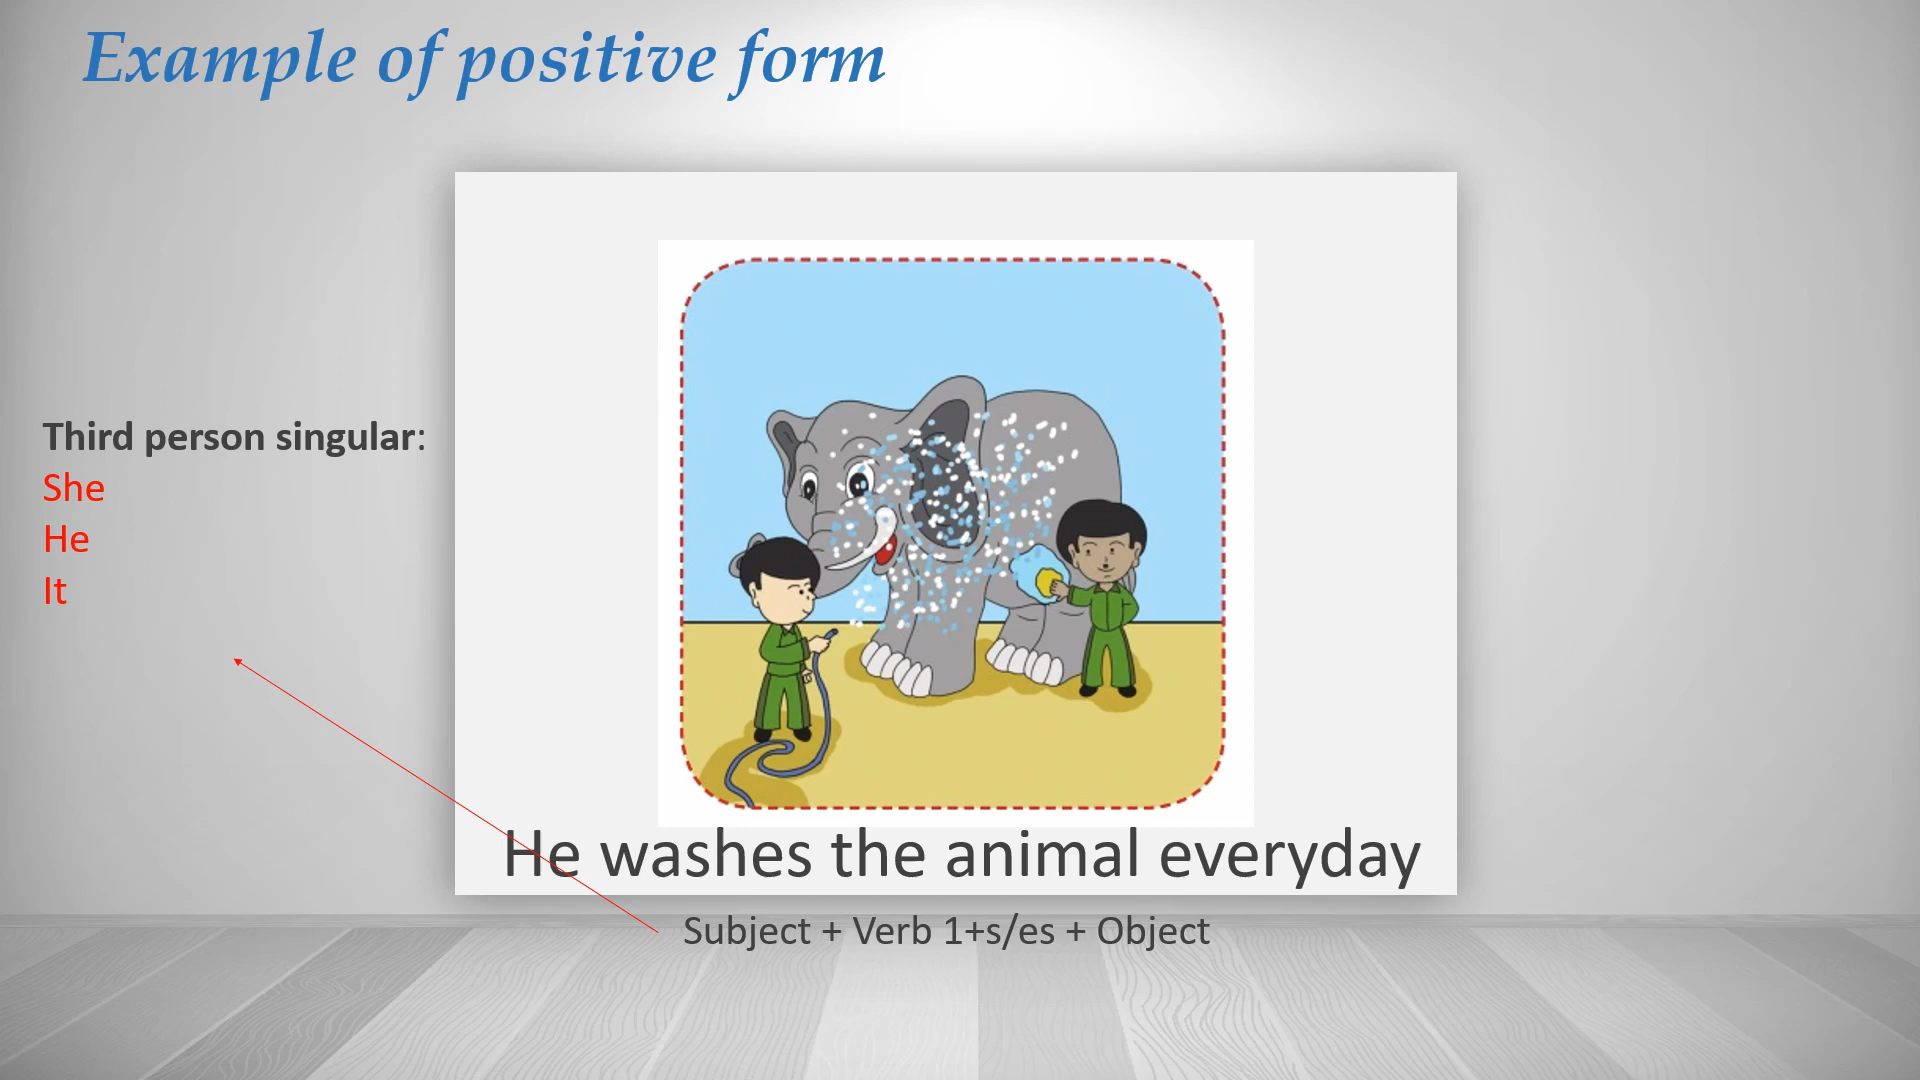 Example of positive form
Third person singular:
She
He
It
He washes the animal everyday
Subject + Verb 1+s/es + Object